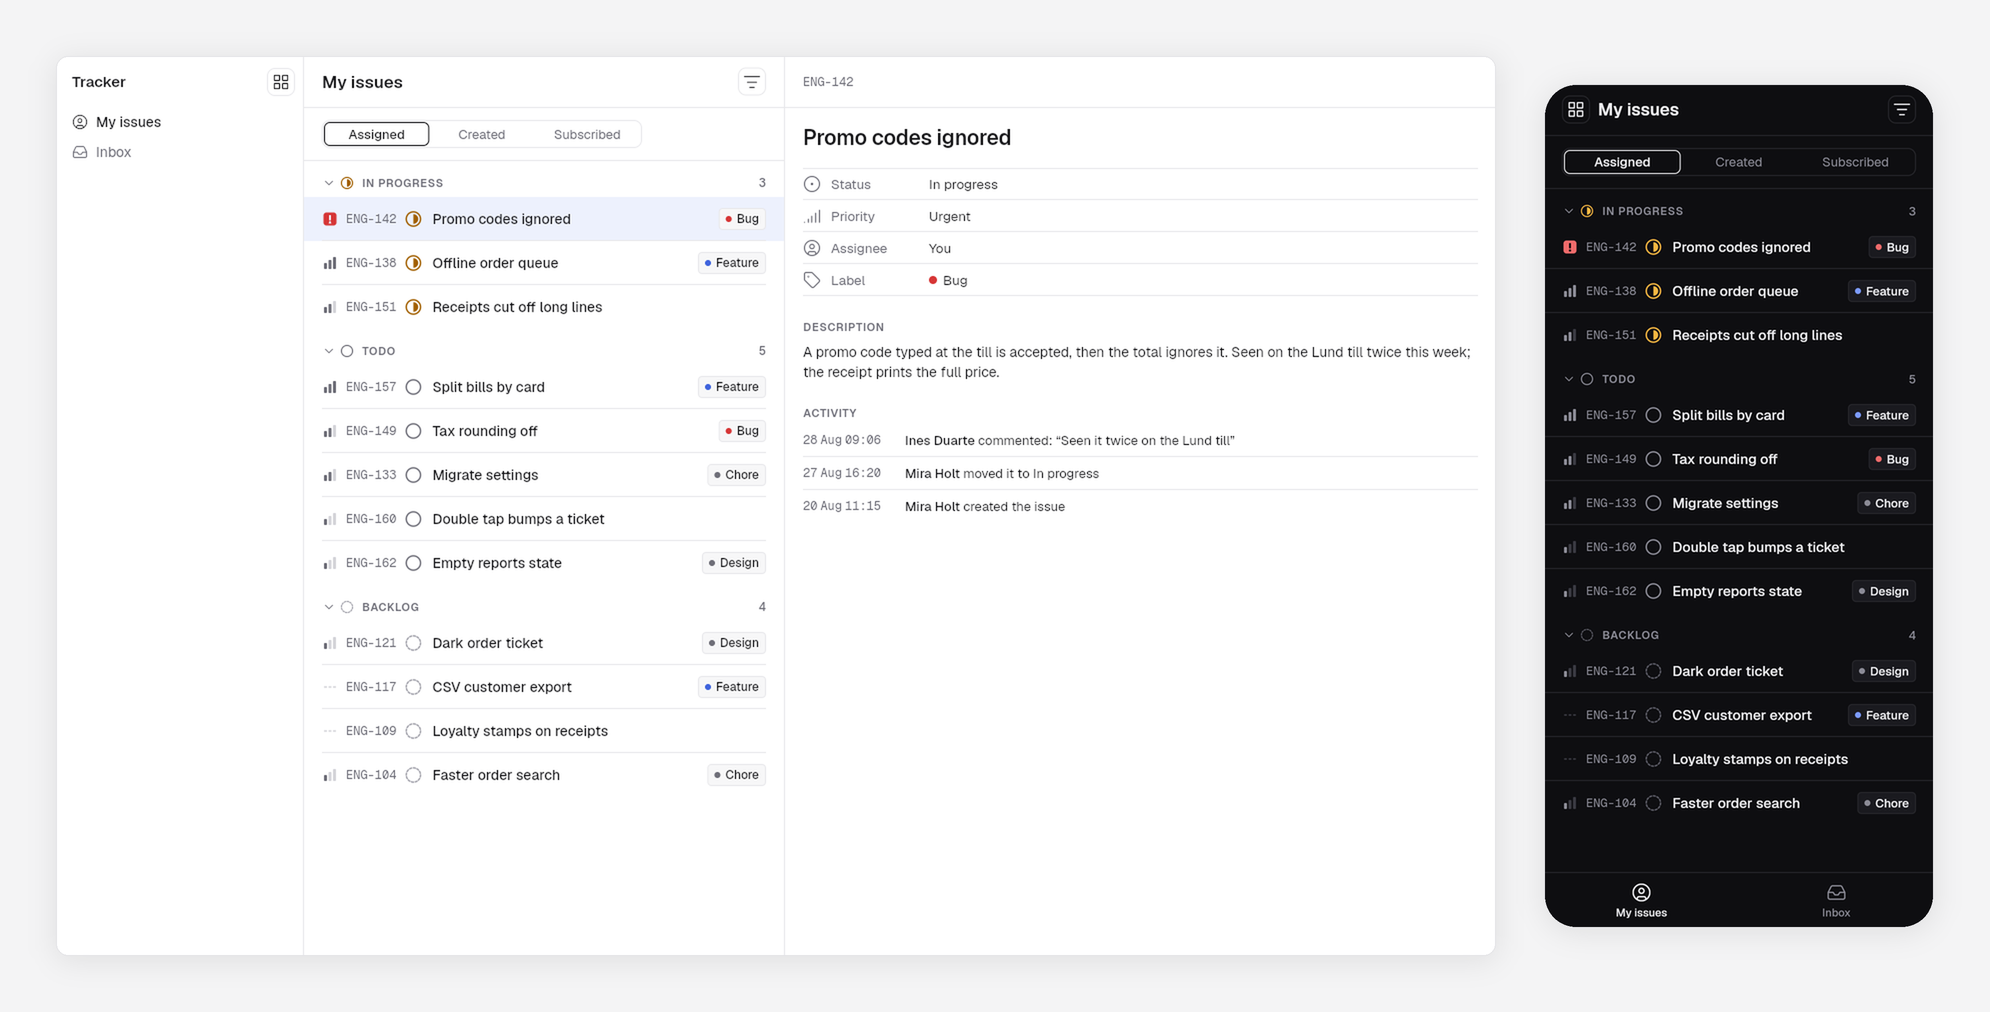 Tracker
My issues
Inbox
My issues
Assigned Created Subscribed
IN PROGRESS 3
ENG-142 Promo codes ignored Bug
ENG-138 Offline order queue Feature
ENG-151 Receipts cut off long lines
TODO 5
ENG-157 Split bills by card Feature
ENG-149 Tax rounding off Bug
ENG-133 Migrate settings Chore
ENG-160 Double tap bumps a ticket
ENG-162 Empty reports state Design
BACKLOG 4
ENG-121 Dark order ticket Design
ENG-117 CSV customer export Feature
ENG-109 Loyalty stamps on receipts
ENG-104 Faster order search Chore
ENG-142
Promo codes ignored
Status In progress
Priority Urgent
Assignee You
Label Bug
DESCRIPTION
A promo code typed at the till is accepted, then the total ignores it. Seen on the Lund till twice this week;
the receipt prints the full price.
ACTIVITY
28 Aug 09:06 Ines Duarte commented: “Seen it twice on the Lund till”
27 Aug 16:20 Mira Holt moved it to In progress
20 Aug 11:15 Mira Holt created the issue
My issues
Assigned Created Subscribed
IN PROGRESS 3
ENG-142 Promo codes ignored Bug
ENG-138 Offline order queue Feature
ENG-151 Receipts cut off long lines
TODO 5
ENG-157 Split bills by card Feature
ENG-149 Tax rounding off Bug
ENG-133 Migrate settings Chore
ENG-160 Double tap bumps a ticket
ENG-162 Empty reports state Design
BACKLOG 4
ENG-121 Dark order ticket Design
ENG-117 CSV customer export Feature
ENG-109 Loyalty stamps on receipts
ENG-104 Faster order search Chore
My issues Inbox